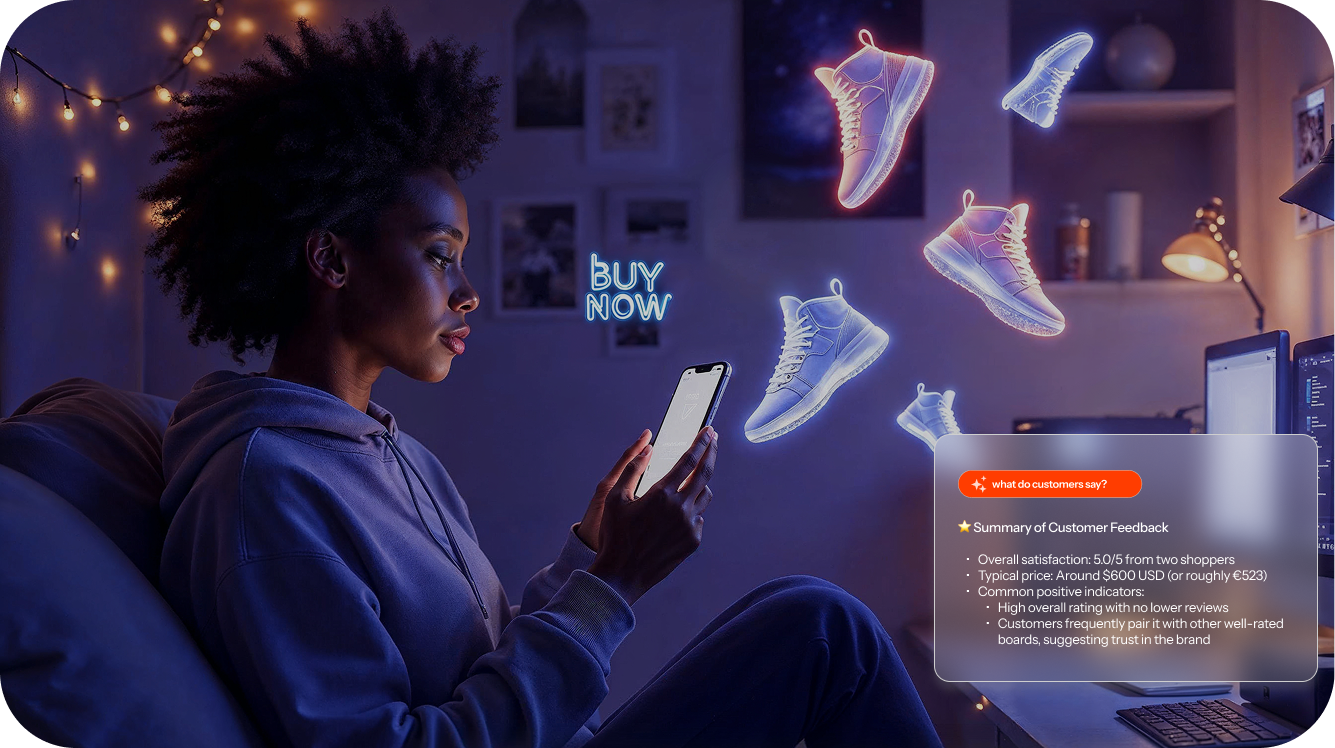 BUY
NOW
what do customers say?
⭐ Summary of Customer Feedback
• Overall satisfaction: 5.0/5 from two shoppers
• Typical price: Around $600 USD (or roughly €523)
• Common positive indicators:
• High overall rating with no lower reviews
• Customers frequently pair it with other well-rated
boards, suggesting trust in the brand